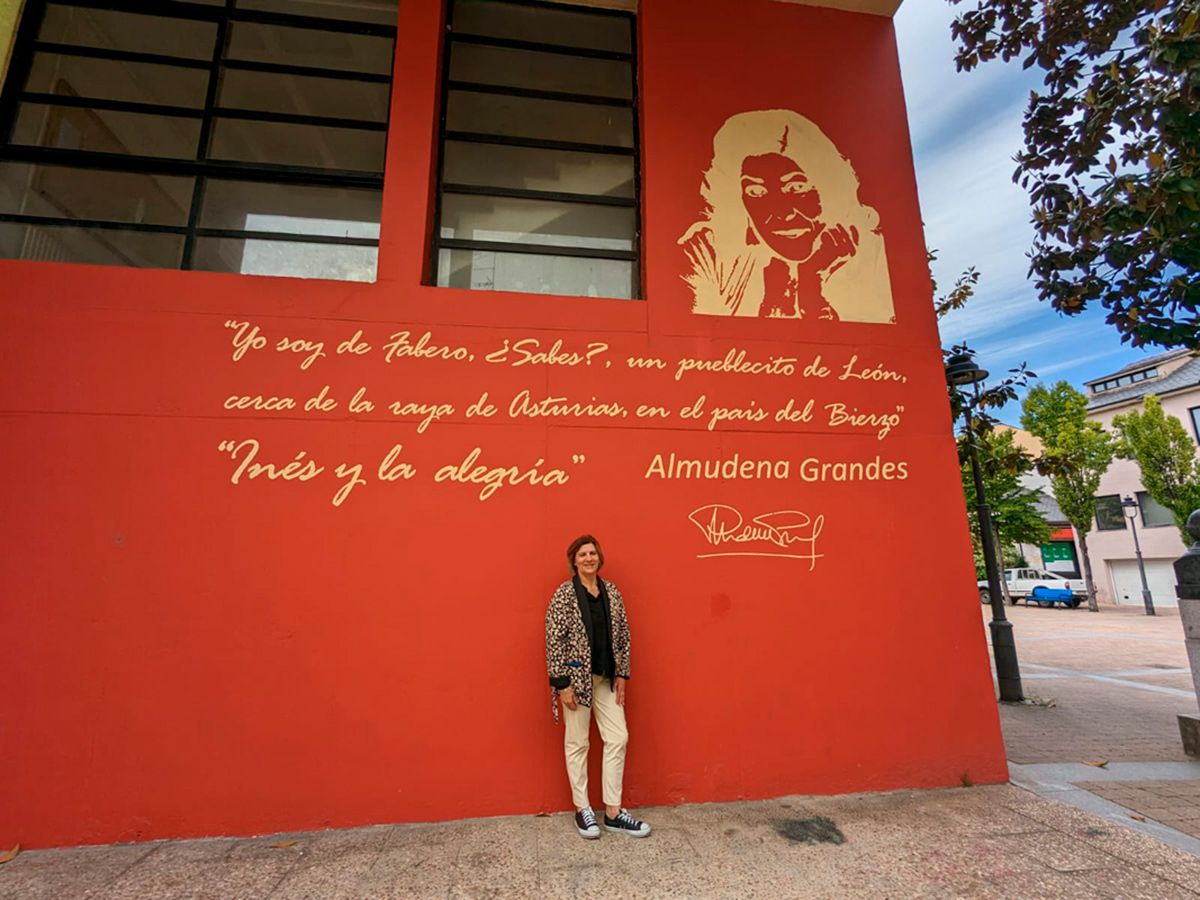 “Yo soy de Fabero, ¿Sabes?, un pueblecito de León,
cerca de la raya de Asturias, en el pais del Bierzo”
“Inés y la alegría” Almudena Grandes